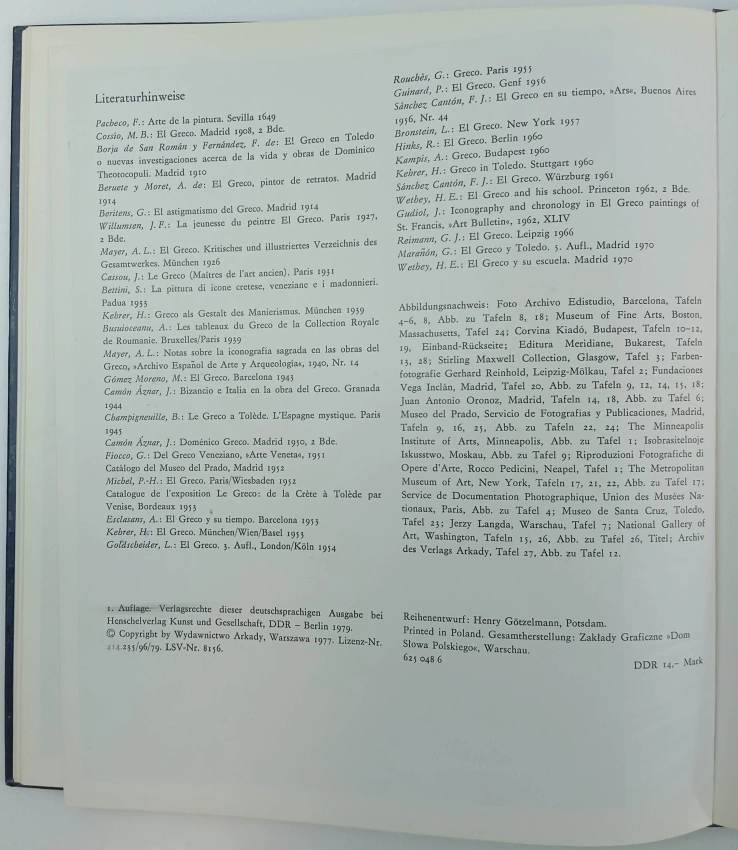 Literaturhinweise
Pacheco, F.: Arte de la pintura. Sevilla 1649
Cossío, M. B.: El Greco. Madrid 1908, 2 Bde.
Borja de San Román y Fernández, F. de: El Greco en Toledo
o nuevas investigaciones acerca de la vida y obras de Dominico
Theotocopuli. Madrid 1910
Beruete y Moret, A. de: El Greco, pintor de retratos. Madrid
1914
Beritens, G.: El astigmatismo del Greco. Madrid 1914
Willumsen, J. F.: La jeunesse du peintre El Greco. Paris 1927,
2 Bde.
Mayer, A. L.: El Greco. Kritisches und illustriertes Verzeichnis des
Gesamtwerkes. München 1926
Cassou, J.: Le Greco (Maîtres de l'art ancien). Paris 1931
Bettini, S.: La pittura di icone cretese, veneziane e i madonnieri.
Padua 1933
Kehrer, H.: Greco als Gestalt des Manierismus. München 1939
Busuioceanu, A.: Les tableaux du Greco de la Collection Royale
de Roumanie. Bruxelles/Paris 1939
Mayer, A. L.: Notas sobre la iconografia sagrada en las obras del
Greco, »Archivo Español de Arte y Arqueologia«, 1940, Nr. 14
Gómez Moreno, M.: El Greco. Barcelona 1943
Camón Áznar, J.: Bizancio e Italia en la obra del Greco. Granada
1944
Champigneuille, B.: Le Greco a Tolède. L'Espagne mystique. Paris
1945
Camón Áznar, J.: Doménico Greco. Madrid 1950, 2 Bde.
Fiocco, G.: Del Greco Veneziano, »Arte Veneta«, 1951
Catàlogo del Museo del Prado, Madrid 1952
Michel, P.-H.: El Greco. Paris/Wiesbaden 1952
Catalogue de l'exposition Le Greco: de la Crète à Tolède par
Venise, Bordeaux 1953
Esclasans, A.: El Greco y su tiempo. Barcelona 1953
Kehrer, H.: El Greco. München/Wien/Basel 1953
Goldscheider, L.: El Greco. 3. Aufl., London/Köln 1954
1. Auflage. Verlagsrechte dieser deutschsprachigen Ausgabe bei
Henschelverlag Kunst und Gesellschaft, DDR – Berlin 1979.
© Copyright by Wydawnictwo Arkady, Warszawa 1977. Lizenz-Nr.
414.235/96/79. LSV-Nr. 8156.
Rouchès, G.: Greco. Paris 1955
Guinard, P.: El Greco. Genf 1956
Sánchez Cantón, F. J.: El Greco en su tiempo, »Ars«, Buenos Aires
1956, Nr. 44
Bronstein, L.: El Greco. New York 1957
Hinks, R.: El Greco. Berlin 1960
Kampis, A.: Greco. Budapest 1960
Kehrer, H.: Greco in Toledo. Stuttgart 1960
Sánchez Cantón, F. J.: El Greco. Würzburg 1961
Wethey, H. E.: El Greco and his school. Princeton 1962, 2 Bde.
Gudiol, J.: Iconography and chronology in El Greco paintings of
St. Francis, »Art Bulletin«, 1962, XLIV
Reimann, G. J.: El Greco. Leipzig 1966
Marañón, G.: El Greco y Toledo. 5. Aufl., Madrid 1970
Wethey, H. E.: El Greco y su escuela. Madrid 1970
Abbildungsnachweis: Foto Archivo Edistudio, Barcelona, Tafeln
4–6, 8, Abb. zu Tafeln 8, 18; Museum of Fine Arts, Boston,
Massachusetts, Tafel 24; Corvina Kiadó, Budapest, Tafeln 10–12,
19, Einband-Rückseite; Editura Meridiane, Bukarest, Tafeln
13, 28; Stirling Maxwell Collection, Glasgow, Tafel 3; Farben-
fotografie Gerhard Reinhold, Leipzig-Mölkau, Tafel 2; Fundaciones
Vega Inclàn, Madrid, Tafel 20, Abb. zu Tafeln 9, 12, 14, 15, 18;
Juan Antonio Oronoz, Madrid, Tafeln 14, 18, Abb. zu Tafel 6;
Museo del Prado, Servicio de Fotografias y Publicaciones, Madrid,
Tafeln 9, 16, 25, Abb. zu Tafeln 22, 24; The Minneapolis
Institute of Arts, Minneapolis, Abb. zu Tafel 1; Isobrasitelnoje
Iskusstwo, Moskau, Abb. zu Tafel 9; Riproduzioni Fotografiche di
Opere d'Arte, Rocco Pedicini, Neapel, Tafel 1; The Metropolitan
Museum of Art, New York, Tafeln 17, 21, 22, Abb. zu Tafel 17;
Service de Documentation Photographique, Union des Musées Na-
tionaux, Paris, Abb. zu Tafel 4; Museo de Santa Cruz, Toledo,
Tafel 23; Jerzy Langda, Warschau, Tafel 7; National Gallery of
Art, Washington, Tafeln 15, 26, Abb. zu Tafel 26, Titel; Archiv
des Verlags Arkady, Tafel 27, Abb. zu Tafel 12.
Reihenentwurf: Henry Götzelmann, Potsdam.
Printed in Poland. Gesamtherstellung: Zakłady Graficzne »Dom
Słowa Polskiego«, Warschau.
625 048 6
DDR 14,– Mark